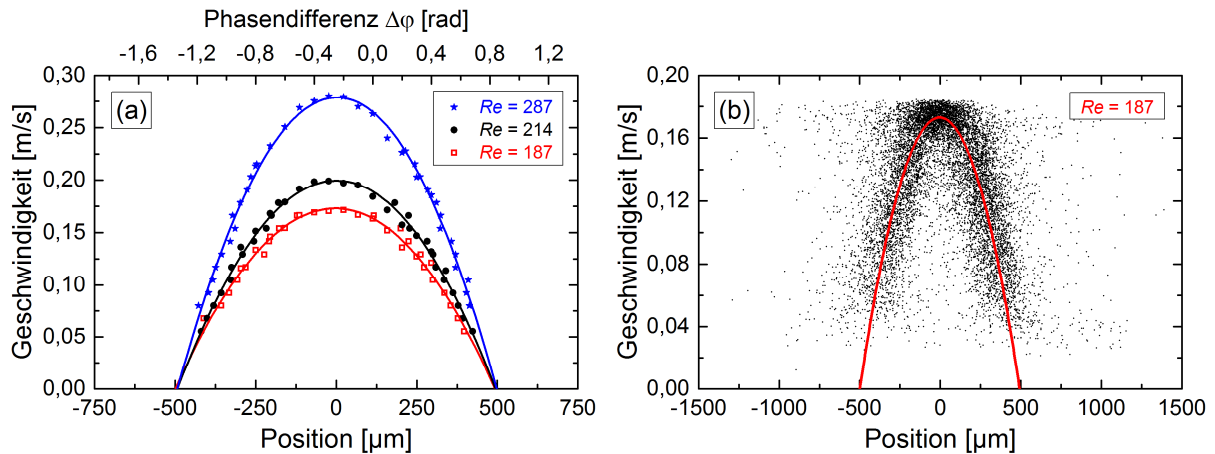 Phasendifferenz Δφ [rad]
-1,6 -1,2 -0,8 -0,4 0,0 0,4 0,8 1,2
0,30
0,25
0,20
0,15
0,10
0,05
0,00
Geschwindigkeit [m/s]
(a)
Re = 287
Re = 214
Re = 187
-750 -500 -250 0 250 500 750
Position [µm]
0,20
0,16
0,12
0,08
0,04
0,00
Geschwindigkeit [m/s]
(b)
Re = 187
-1500 -1000 -500 0 500 1000 1500
Position [µm]